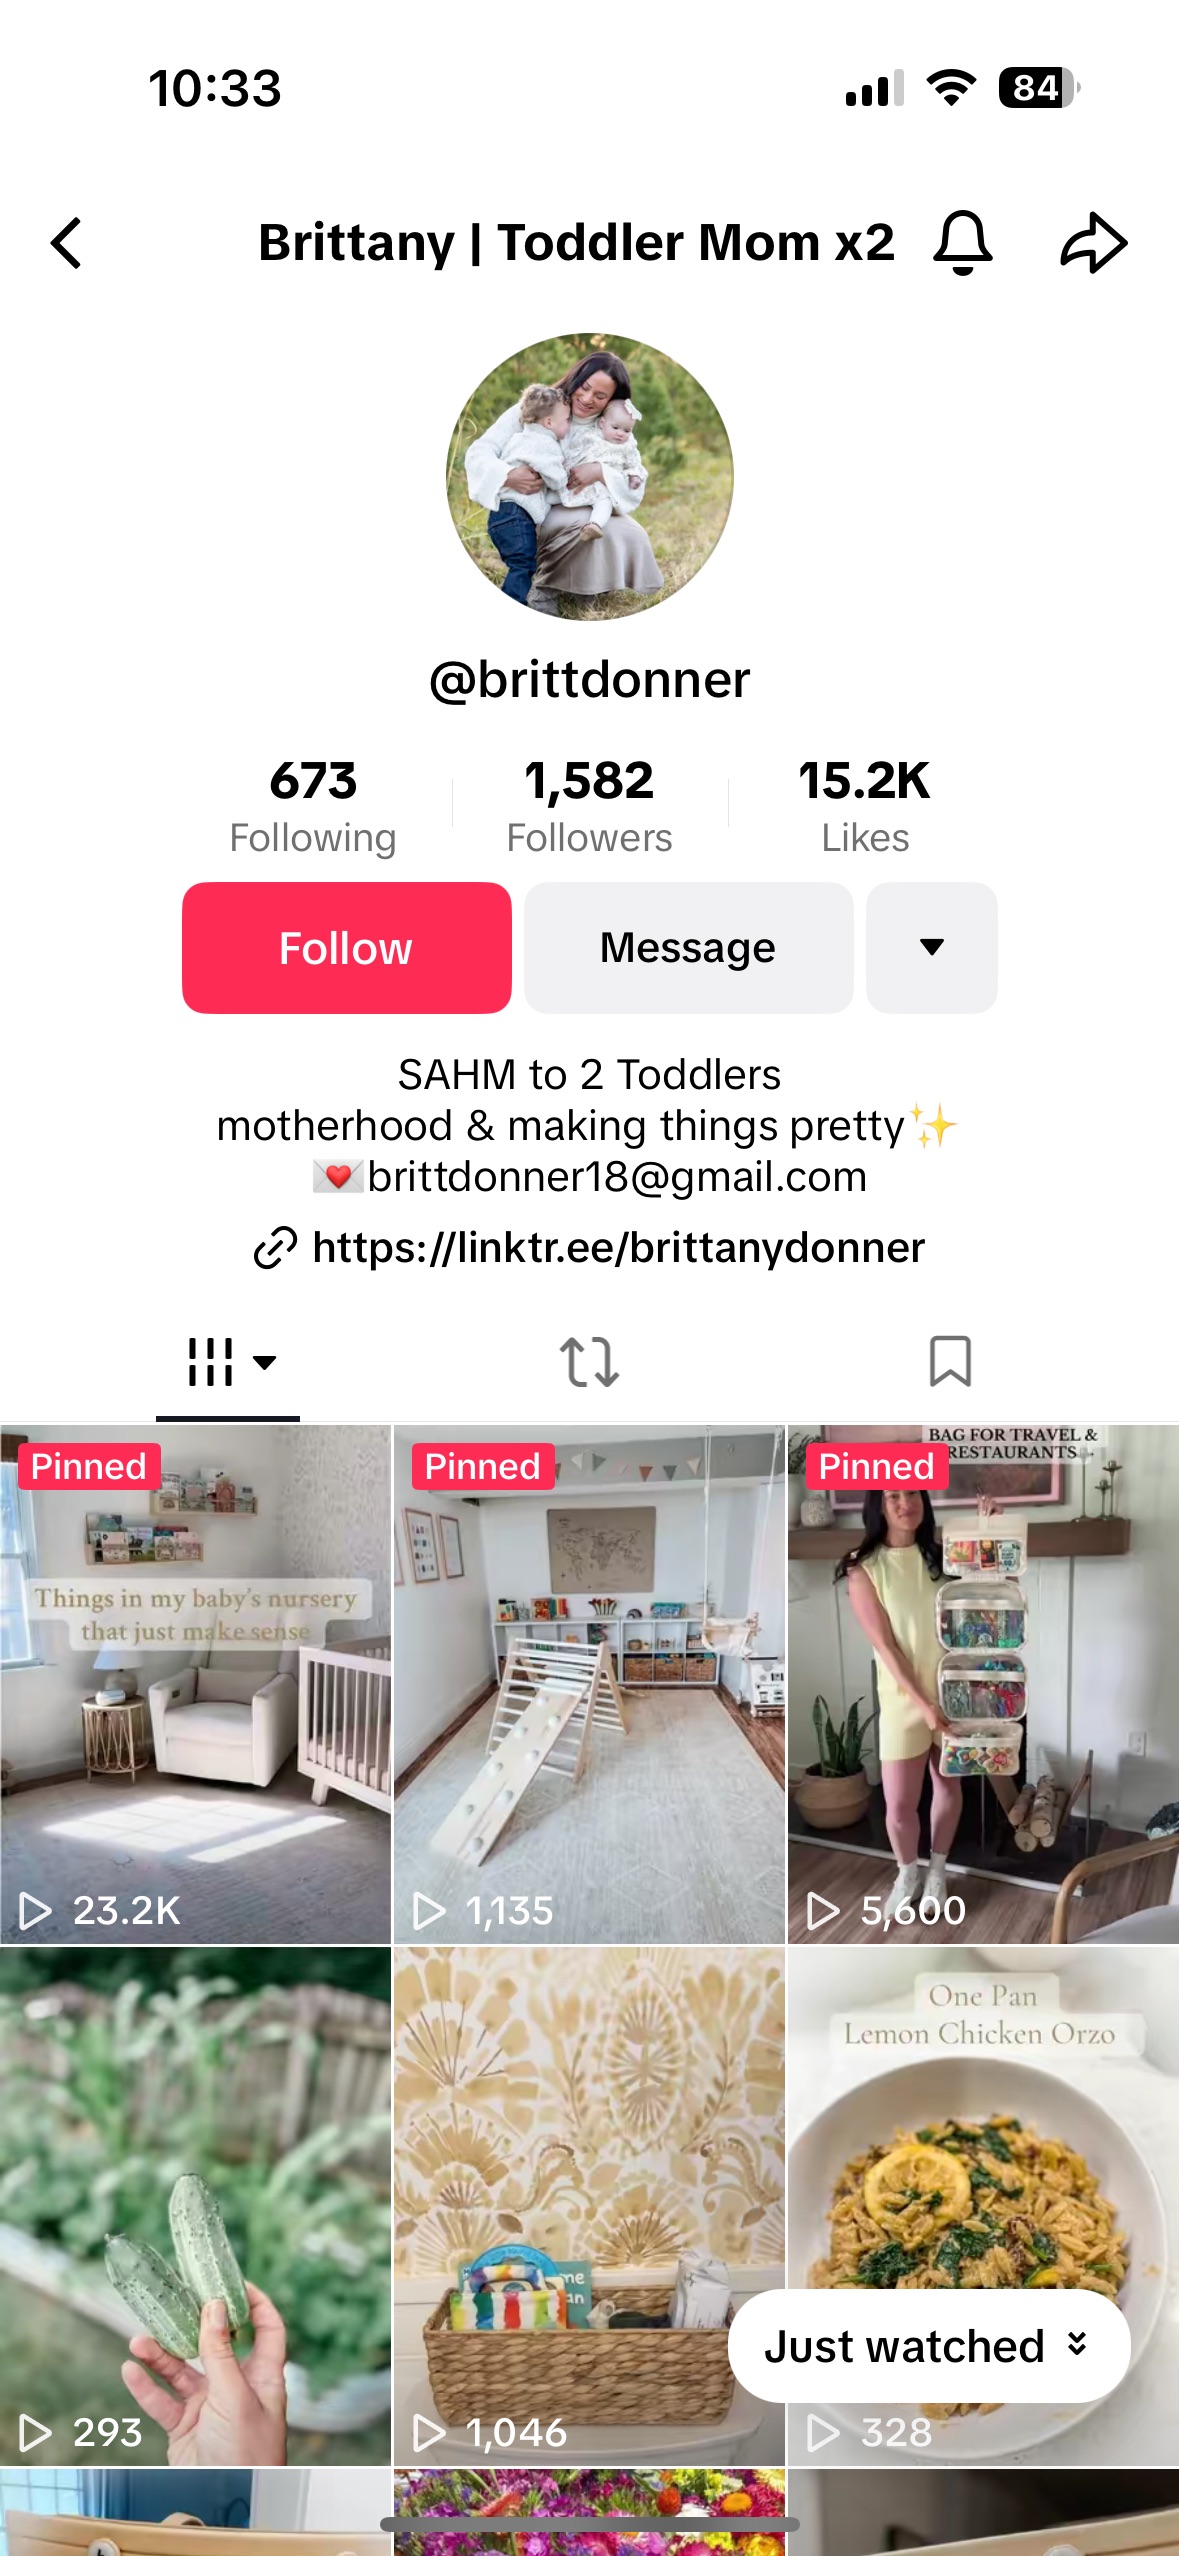 10:33
84
Brittany | Toddler Mom x2
@brittdonner
673 1,582 15.2K
Following Followers Likes
Follow Message
SAHM to 2 Toddlers
motherhood & making things pretty✨
💌brittdonner18@gmail.com
https://linktr.ee/brittanydonner
Pinned
Things in my baby's nursery
that just make sense
23.2K
Pinned
1,135
BAG FOR TRAVEL &
RESTAURANTS
Pinned
5,600
293
1,046
One Pan
Lemon Chicken Orzo
328
Just watched